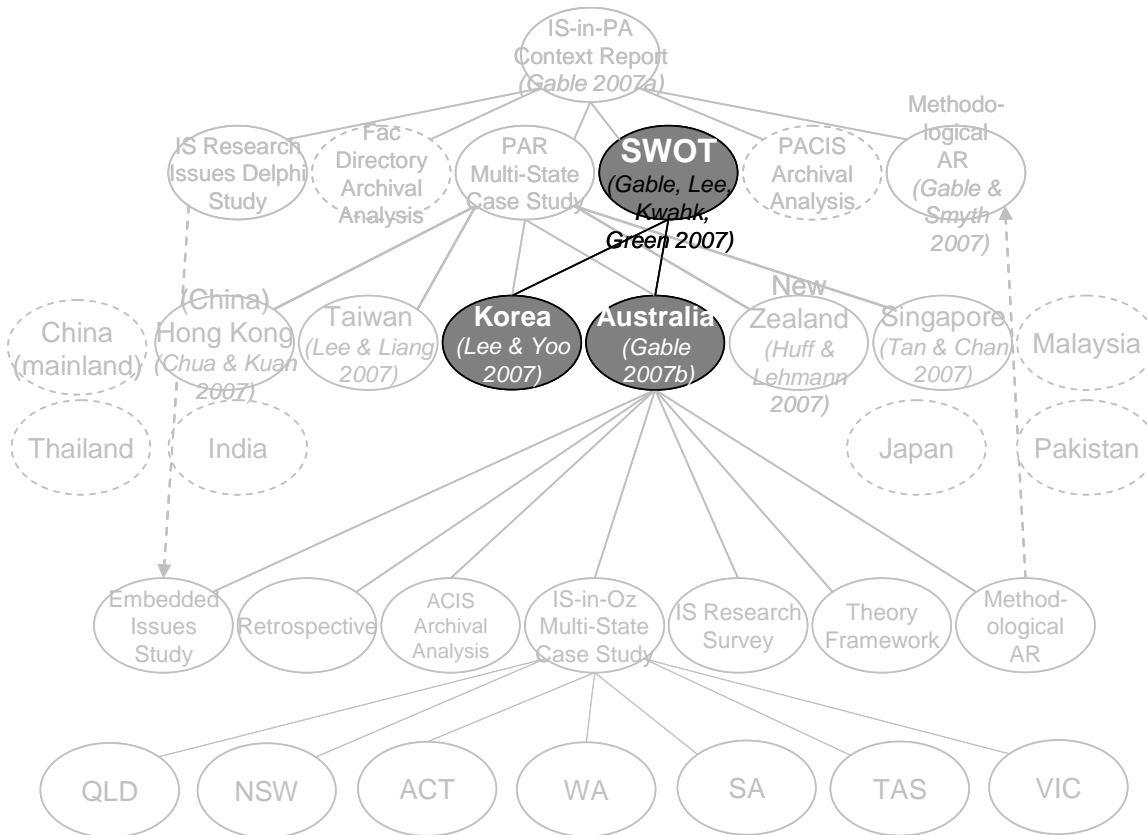 IS-in-PA
Context Report
(Gable 2007a)
IS Research
Issues Delphi
Study
Fac
Directory
Archival
Analysis
PAR
Multi-State
Case Study
SWOT
(Gable, Lee,
Kwahk,
Green 2007)
PACIS
Archival
Analysis
Methodo-
logical
AR
(Gable &
Smyth
2007)
China
(mainland)
(China)
Hong Kong
(Chua & Kuan
2007)
Taiwan
(Lee & Liang
2007)
Korea
(Lee & Yoo
2007)
Australia
(Gable
2007b)
New
Zealand
(Huff &
Lehmann
2007)
Singapore
(Tan & Chan
2007)
Malaysia
Thailand
India
Japan
Pakistan
Embedded
Issues
Study
Retrospective
ACIS
Archival
Analysis
IS-in-Oz
Multi-State
Case Study
IS Research
Survey
Theory
Framework
Method-
ological
AR
QLD
NSW
ACT
WA
SA
TAS
VIC